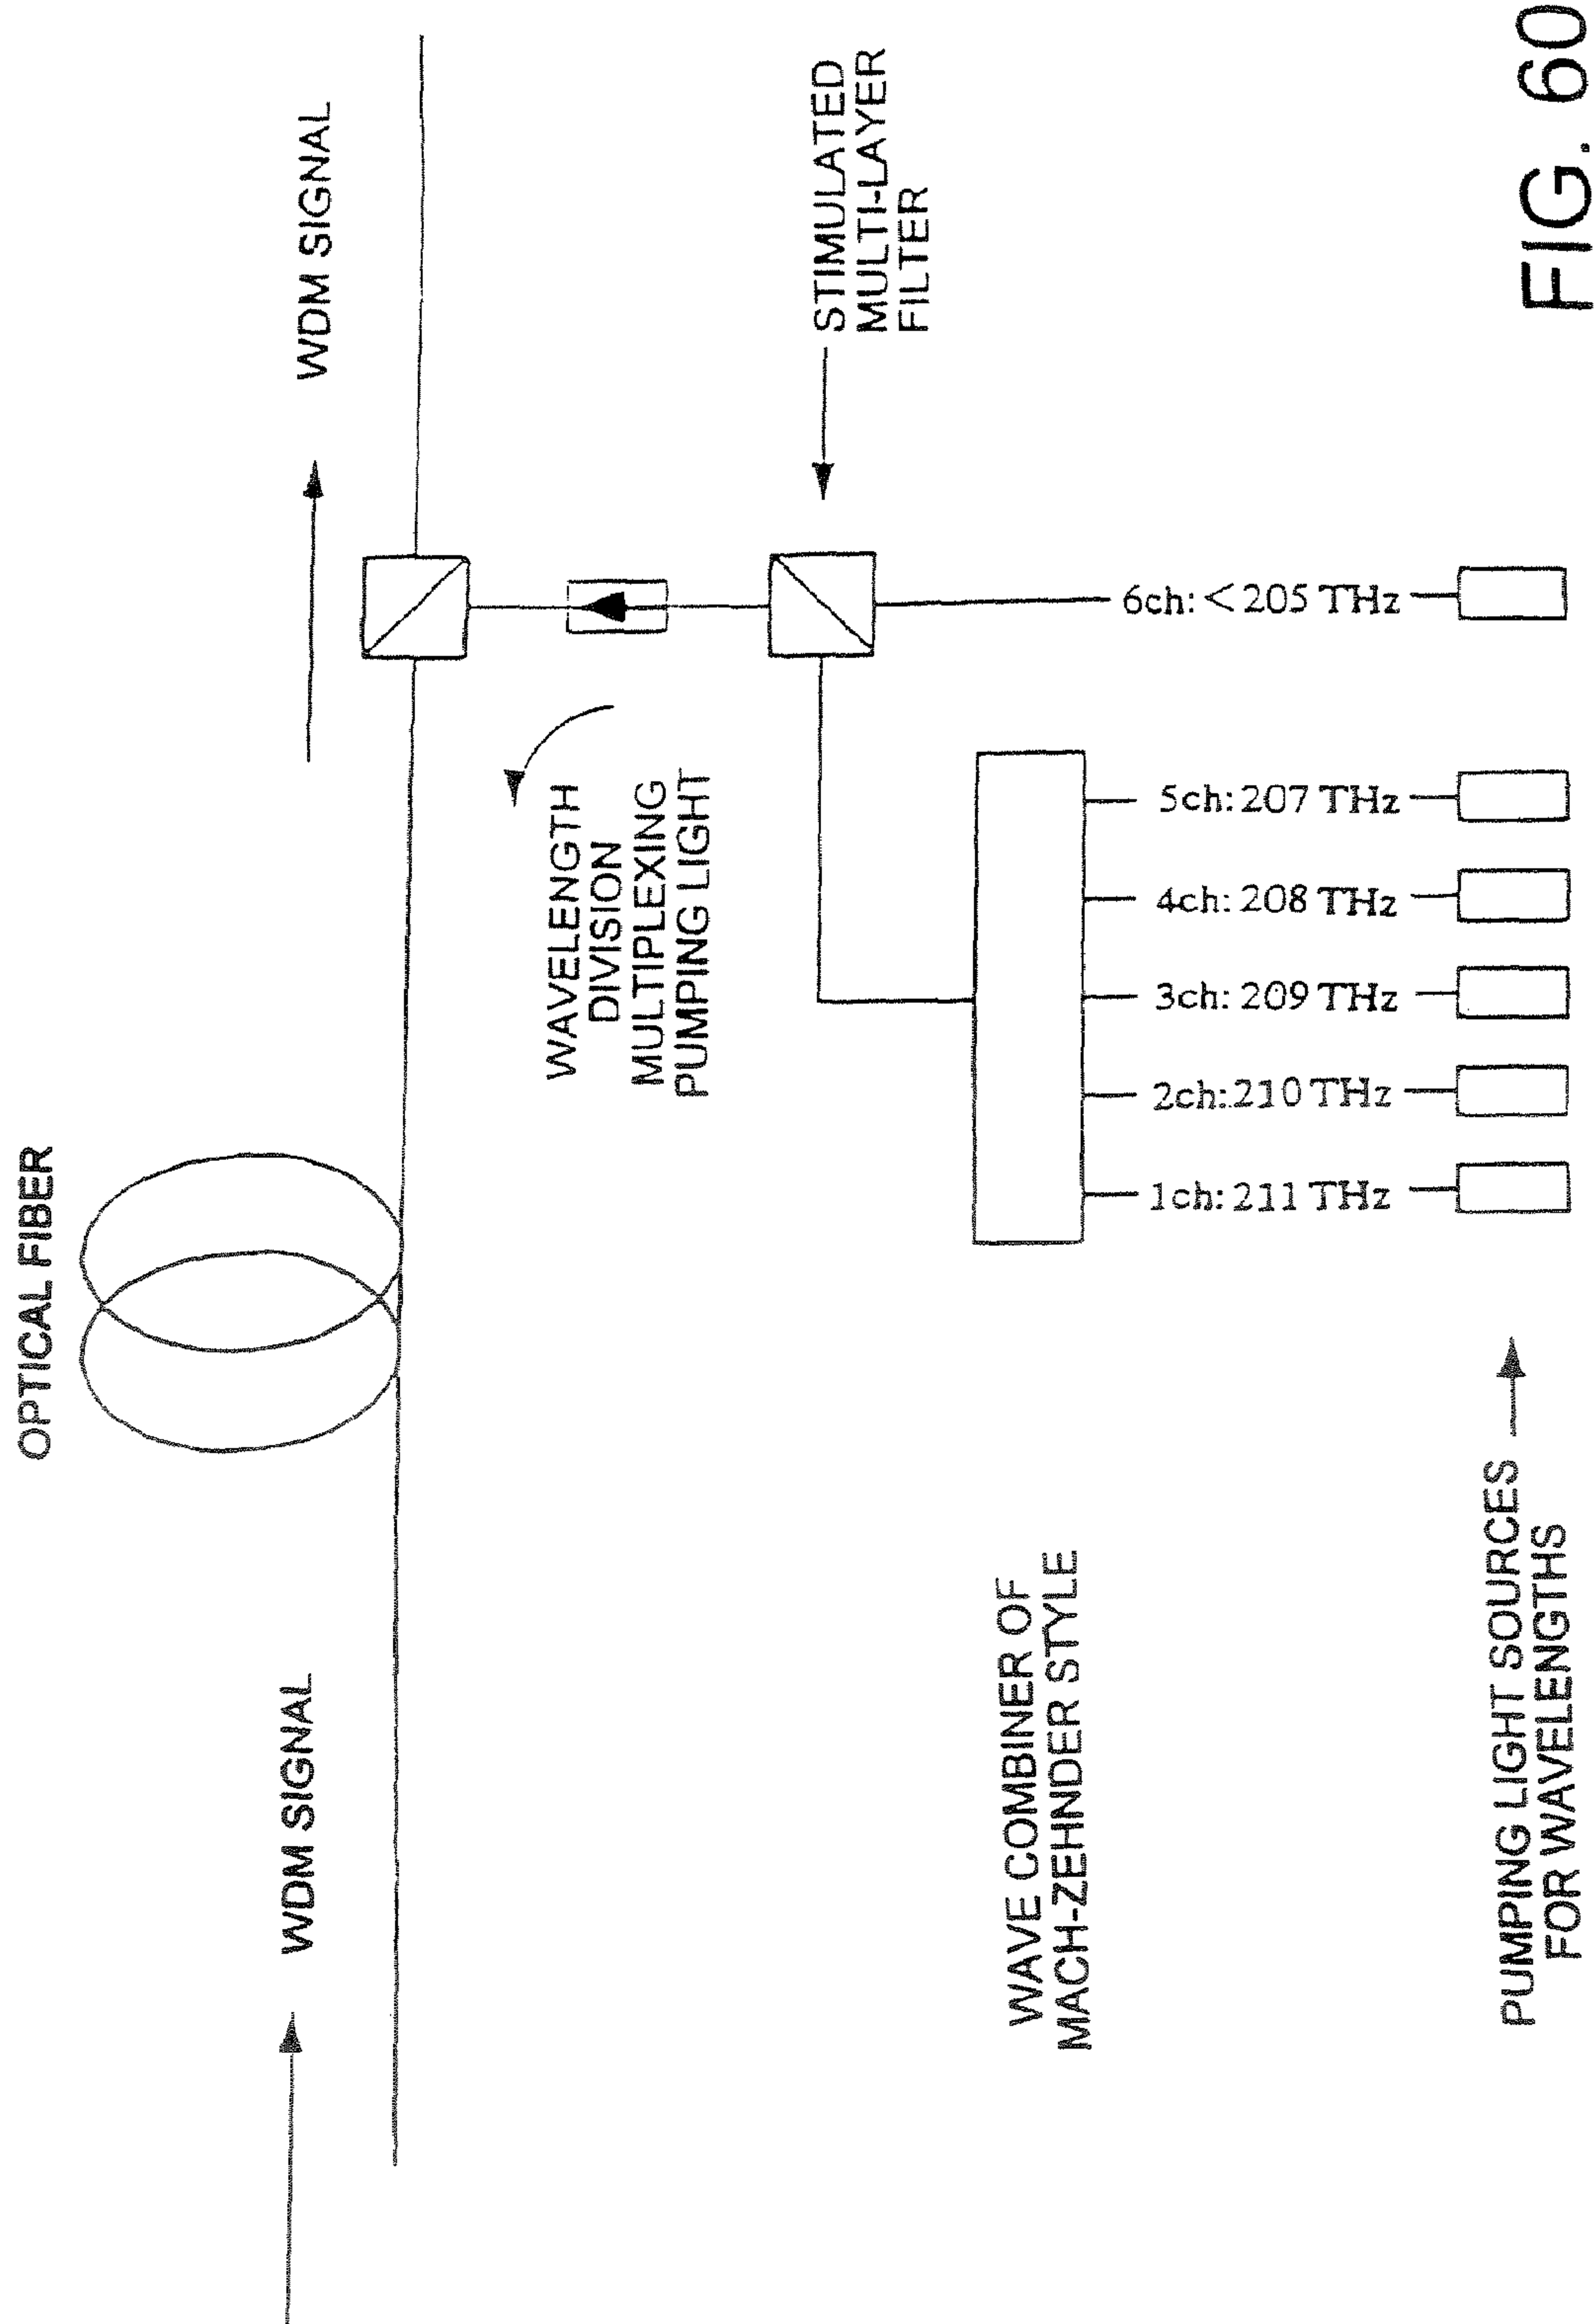 OPTICAL FIBER
WDM SIGNAL
WDM SIGNAL
WAVELENGTH
DIVISION
MULTIPLEXING
PUMPING LIGHT
STIMULATED
MULTI-LAYER
FILTER
WAVE COMBINER OF
MACH-ZEHNDER STYLE
1ch: 211 THz
2ch: 210 THz
3ch: 209 THz
4ch: 208 THz
5ch: 207 THz
6ch: < 205 THz
PUMPING LIGHT SOURCES
FOR WAVELENGTHS
FIG. 60